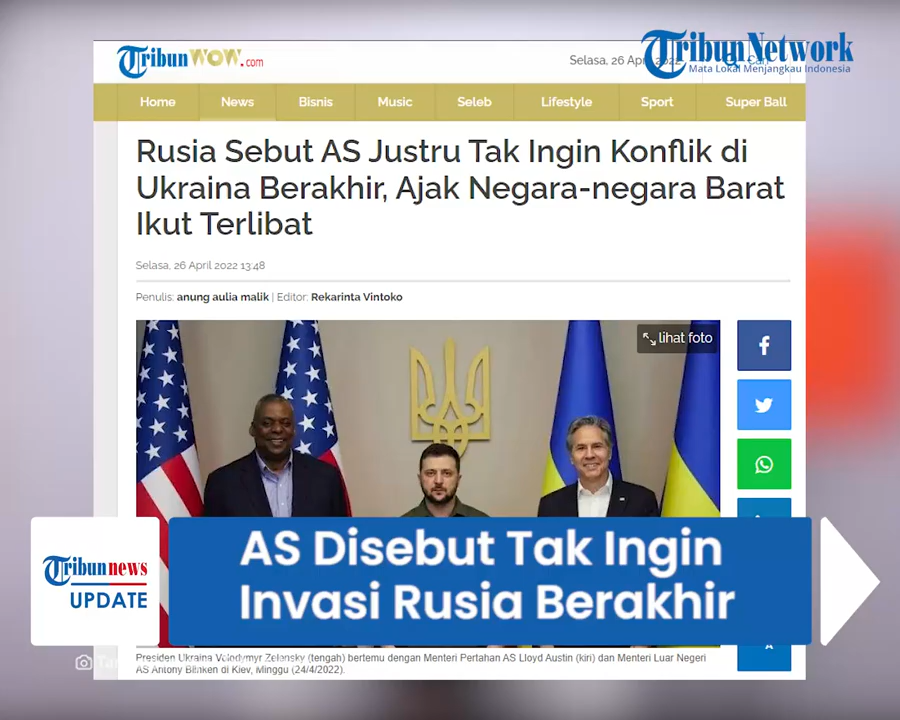 TribunWOW.com
Selasa, 26 April 2022
TribunNetwork
Mata Lokal Menjangkau Indonesia
Home News Bisnis Music Seleb Lifestyle Sport Super Ball
Rusia Sebut AS Justru Tak Ingin Konflik di
Ukraina Berakhir, Ajak Negara-negara Barat
Ikut Terlibat
Selasa, 26 April 2022 13:48
Penulis: anung aulia malik | Editor: Rekarinta Vintoko
lihat foto
Tribunnews
UPDATE
AS Disebut Tak Ingin
Invasi Rusia Berakhir
Presiden Ukraina Volodymyr Zelensky (tengah) bertemu dengan Menteri Pertahan AS Lloyd Austin (kiri) dan Menteri Luar Negeri
AS Antony Blinken di Kiev, Minggu (24/4/2022).